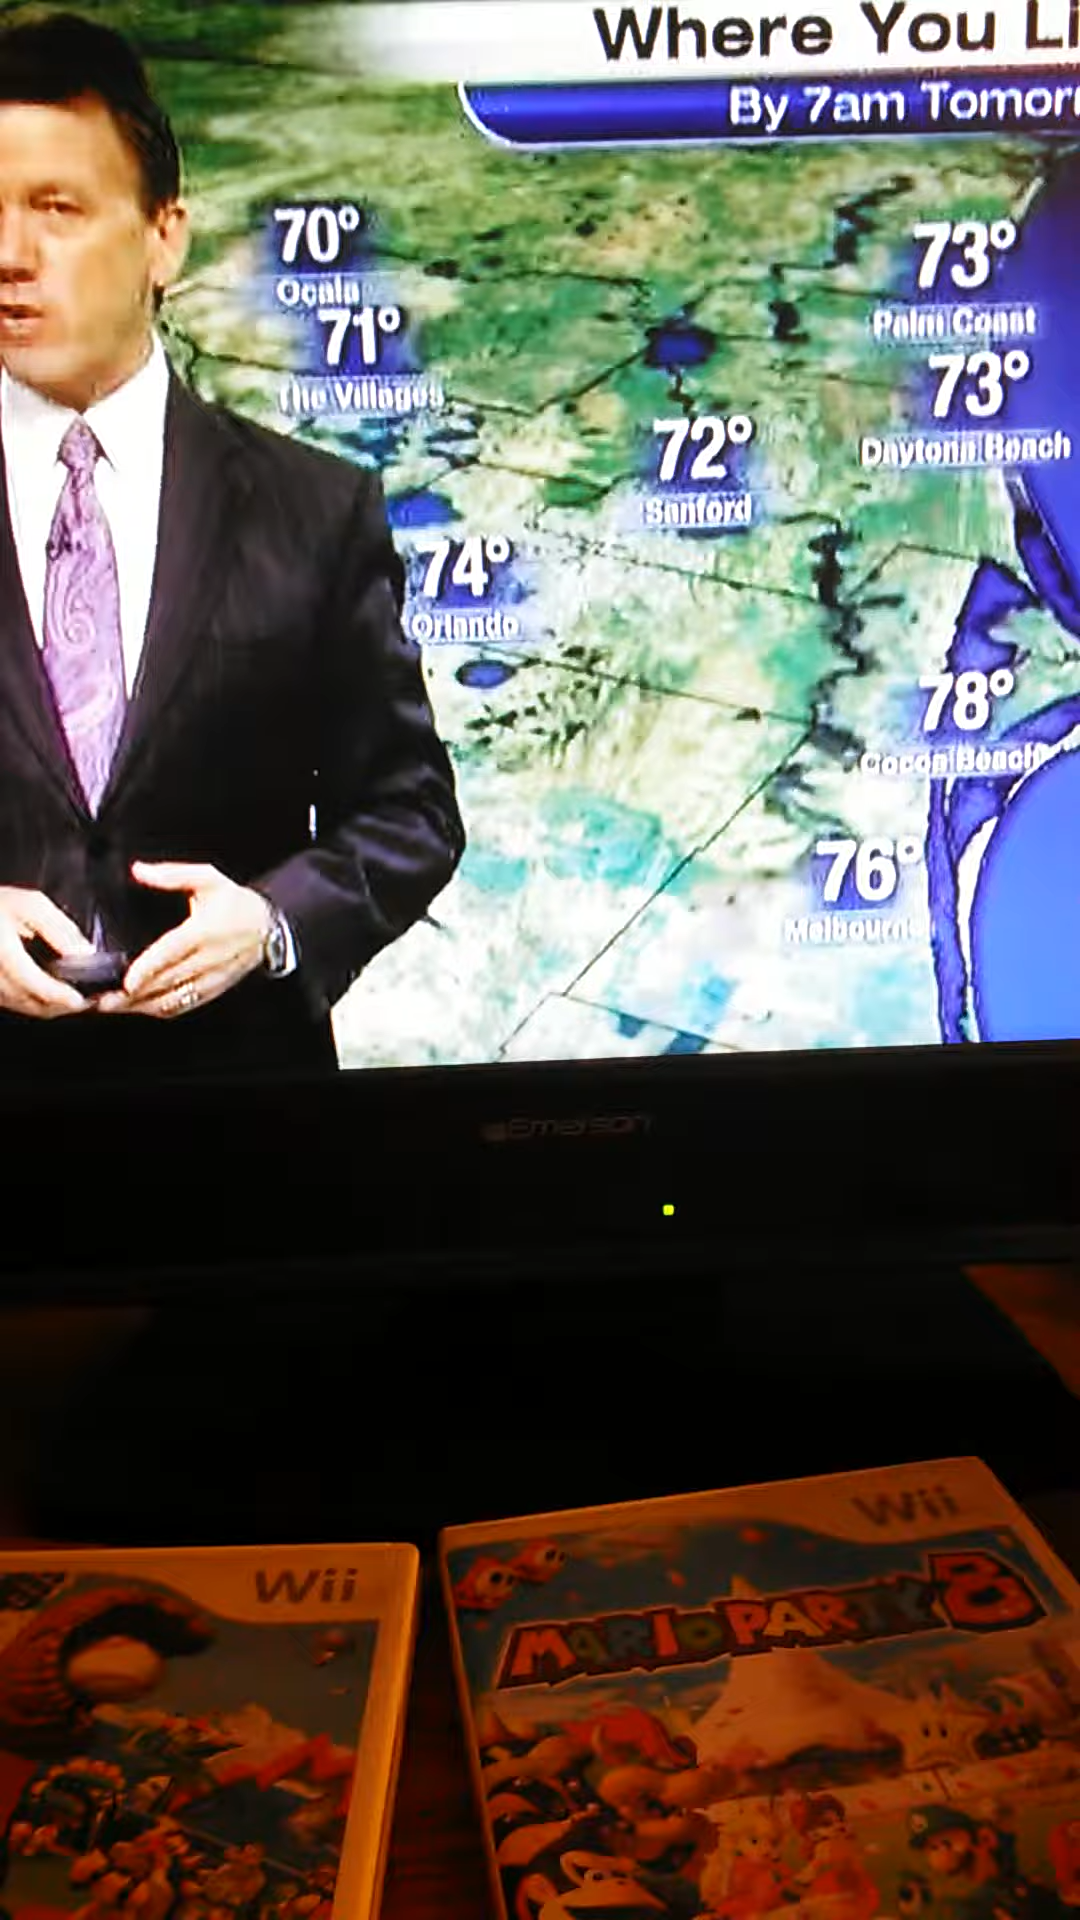 Where You Li
By 7am Tomorr
70°
Ocala
71°
The Villages
73°
Palm Coast
73°
Daytona Beach
72°
Sanford
74°
Orlando
78°
Cocoa Beach
76°
Melbourne
Emerson
Wii
Wii
MARIO PARTY 8